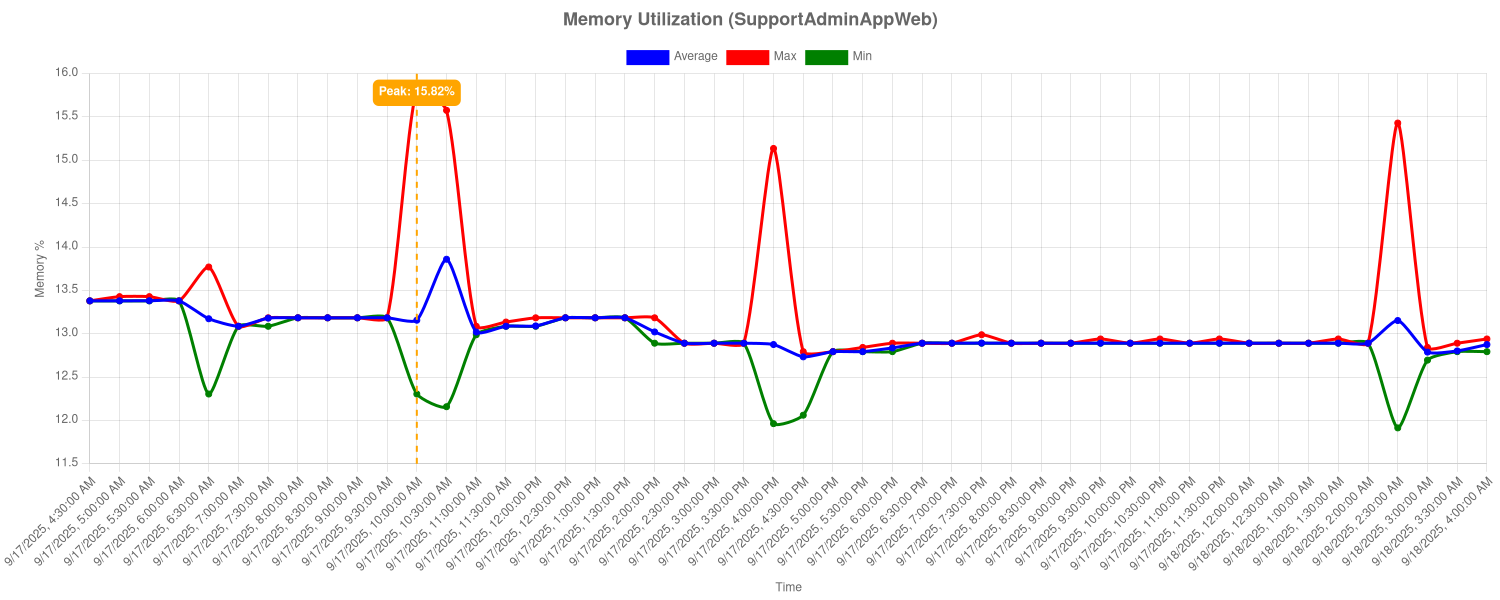 Memory Utilization (SupportAdminAppWeb)
Average Max Min
16.0
Peak: 15.82%
15.5
15.0
14.5
14.0
13.5
13.0
12.5
12.0
11.5
Memory %
9/17/2025, 4:30:00 AM
9/17/2025, 5:00:00 AM
9/17/2025, 5:30:00 AM
9/17/2025, 6:00:00 AM
9/17/2025, 6:30:00 AM
9/17/2025, 7:00:00 AM
9/17/2025, 7:30:00 AM
9/17/2025, 8:00:00 AM
9/17/2025, 8:30:00 AM
9/17/2025, 9:00:00 AM
9/17/2025, 9:30:00 AM
9/17/2025, 10:00:00 AM
9/17/2025, 10:30:00 AM
9/17/2025, 11:00:00 AM
9/17/2025, 11:30:00 AM
9/17/2025, 12:00:00 PM
9/17/2025, 12:30:00 PM
9/17/2025, 1:00:00 PM
9/17/2025, 1:30:00 PM
9/17/2025, 2:00:00 PM
9/17/2025, 2:30:00 PM
9/17/2025, 3:00:00 PM
9/17/2025, 3:30:00 PM
9/17/2025, 4:00:00 PM
9/17/2025, 4:30:00 PM
9/17/2025, 5:00:00 PM
9/17/2025, 5:30:00 PM
9/17/2025, 6:00:00 PM
9/17/2025, 6:30:00 PM
9/17/2025, 7:00:00 PM
9/17/2025, 7:30:00 PM
9/17/2025, 8:00:00 PM
9/17/2025, 8:30:00 PM
9/17/2025, 9:00:00 PM
9/17/2025, 9:30:00 PM
9/17/2025, 10:00:00 PM
9/17/2025, 10:30:00 PM
9/17/2025, 11:00:00 PM
9/17/2025, 11:30:00 PM
9/18/2025, 12:00:00 AM
9/18/2025, 12:30:00 AM
9/18/2025, 1:00:00 AM
9/18/2025, 1:30:00 AM
9/18/2025, 2:00:00 AM
9/18/2025, 2:30:00 AM
9/18/2025, 3:00:00 AM
9/18/2025, 3:30:00 AM
9/18/2025, 4:00:00 AM
Time